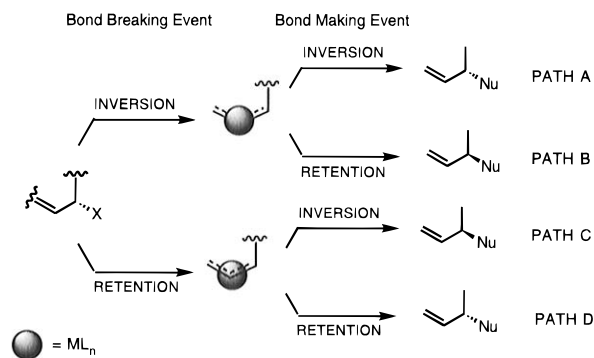 Bond Breaking Event
Bond Making Event
INVERSION
Nu
PATH A
INVERSION
RETENTION
Nu
PATH B
X
INVERSION
Nu
PATH C
RETENTION
RETENTION
Nu
PATH D
= MLn